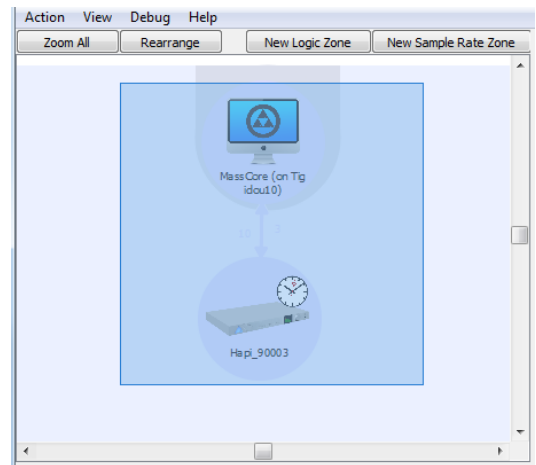 Action View Debug Help
Zoom All Rearrange New Logic Zone New Sample Rate Zone
MassCore (on Tig
idou10)
Hapi_90003